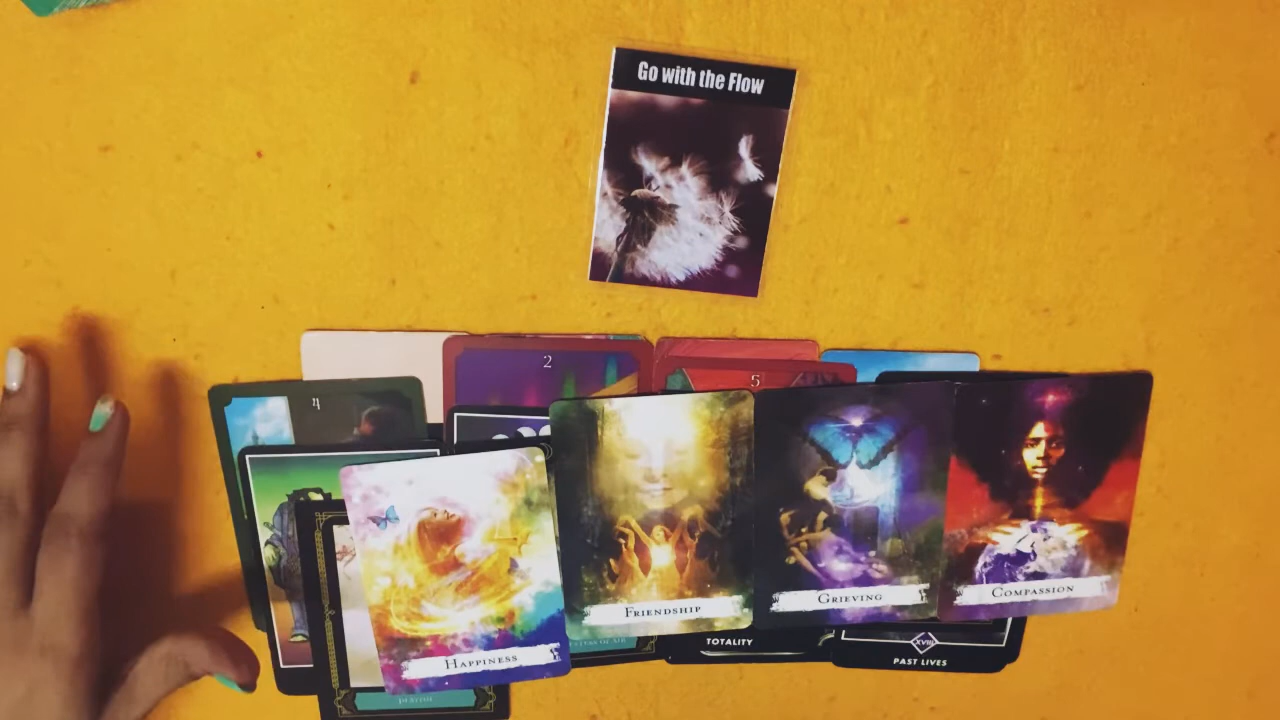 Go with the Flow
2
5
4
Friendship
Grieving
Compassion
Happiness
TOTALITY
XVIII
PAST LIVES